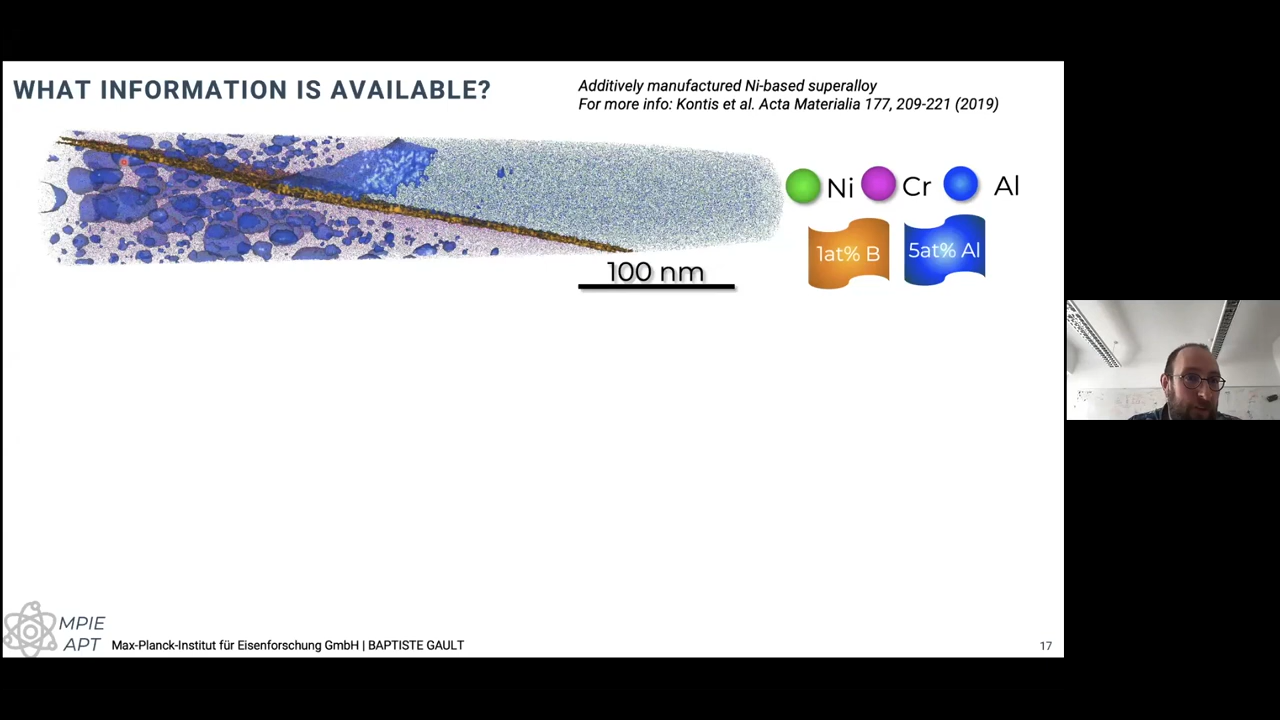 WHAT INFORMATION IS AVAILABLE?
Additively manufactured Ni-based superalloy
For more info: Kontis et al. Acta Materialia 177, 209-221 (2019)
Ni Cr Al
1at% B 5at% Al
100 nm
MPIE
APT
Max-Planck-Institut für Eisenforschung GmbH | BAPTISTE GAULT
17